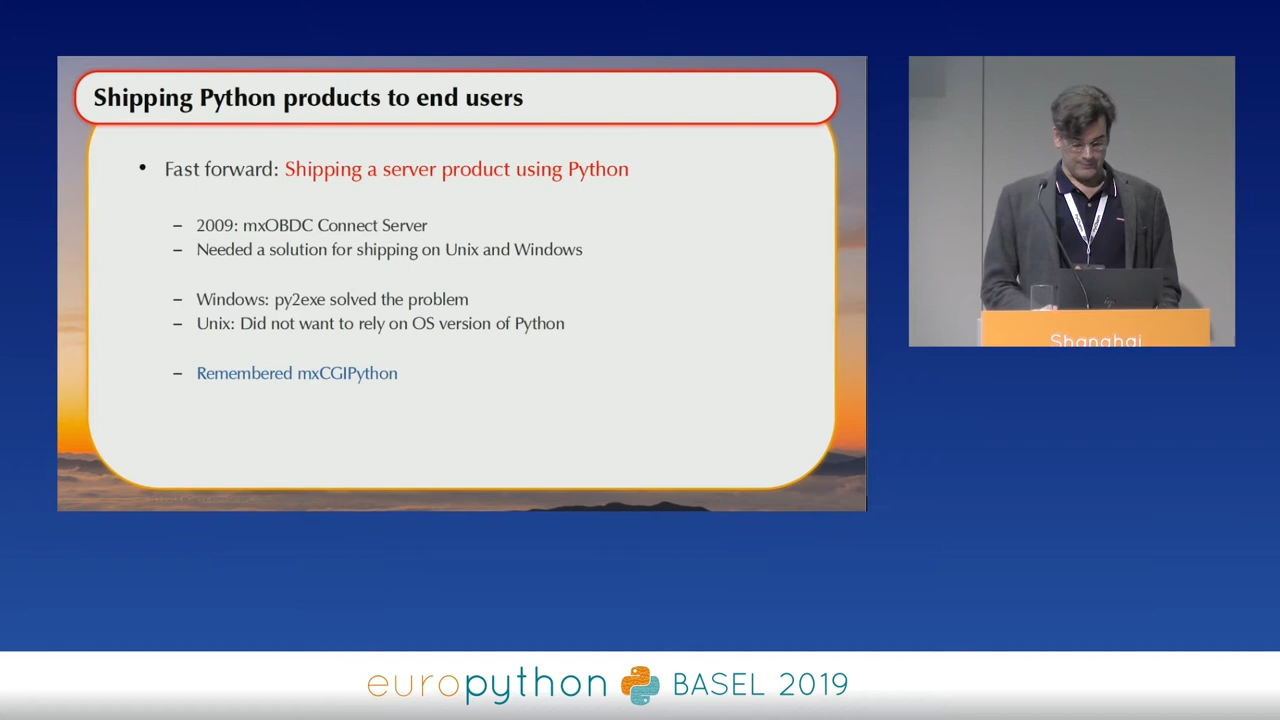 Shipping Python products to end users
• Fast forward: Shipping a server product using Python
– 2009: mxOBDC Connect Server
– Needed a solution for shipping on Unix and Windows
– Windows: py2exe solved the problem
– Unix: Did not want to rely on OS version of Python
– Remembered mxCGIPython
Shanghai
europython BASEL 2019